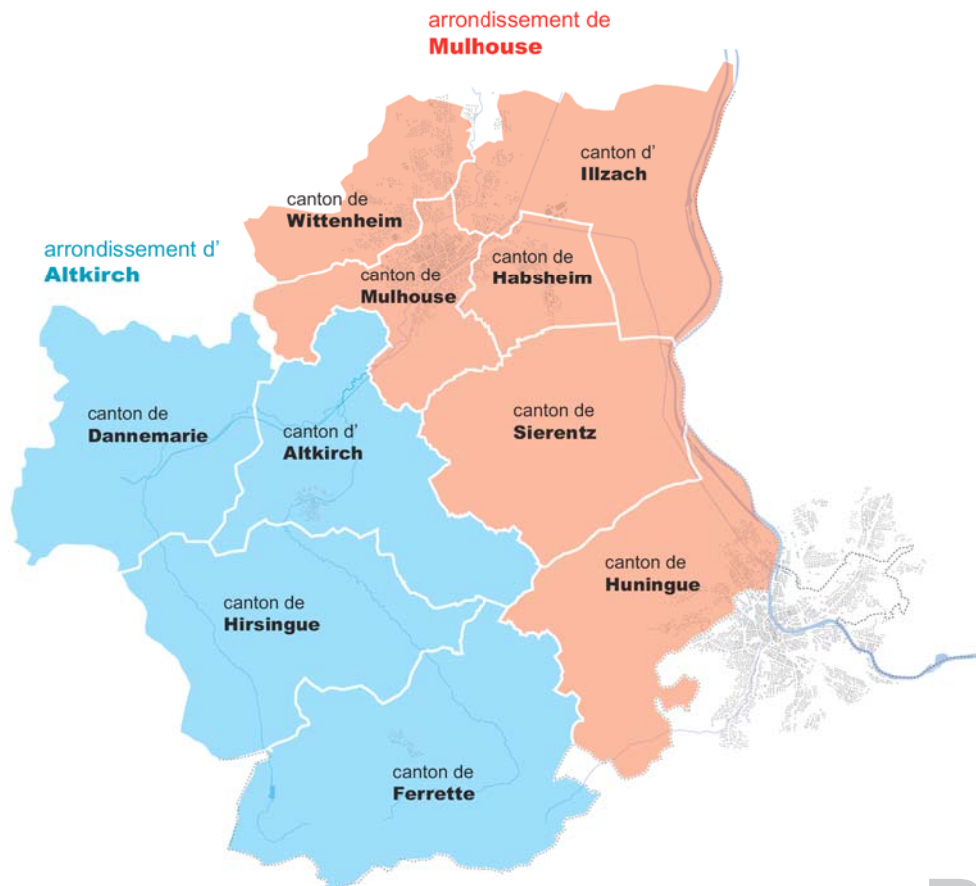 arrondissement de
Mulhouse
canton d'
Illzach
canton de
Wittenheim
arrondissement d'
Altkirch
canton de
Habsheim
canton de
Mulhouse
canton de
Dannemarie
canton d'
Altkirch
canton de
Sierentz
canton de
Huningue
canton de
Hirsingue
canton de
Ferrette